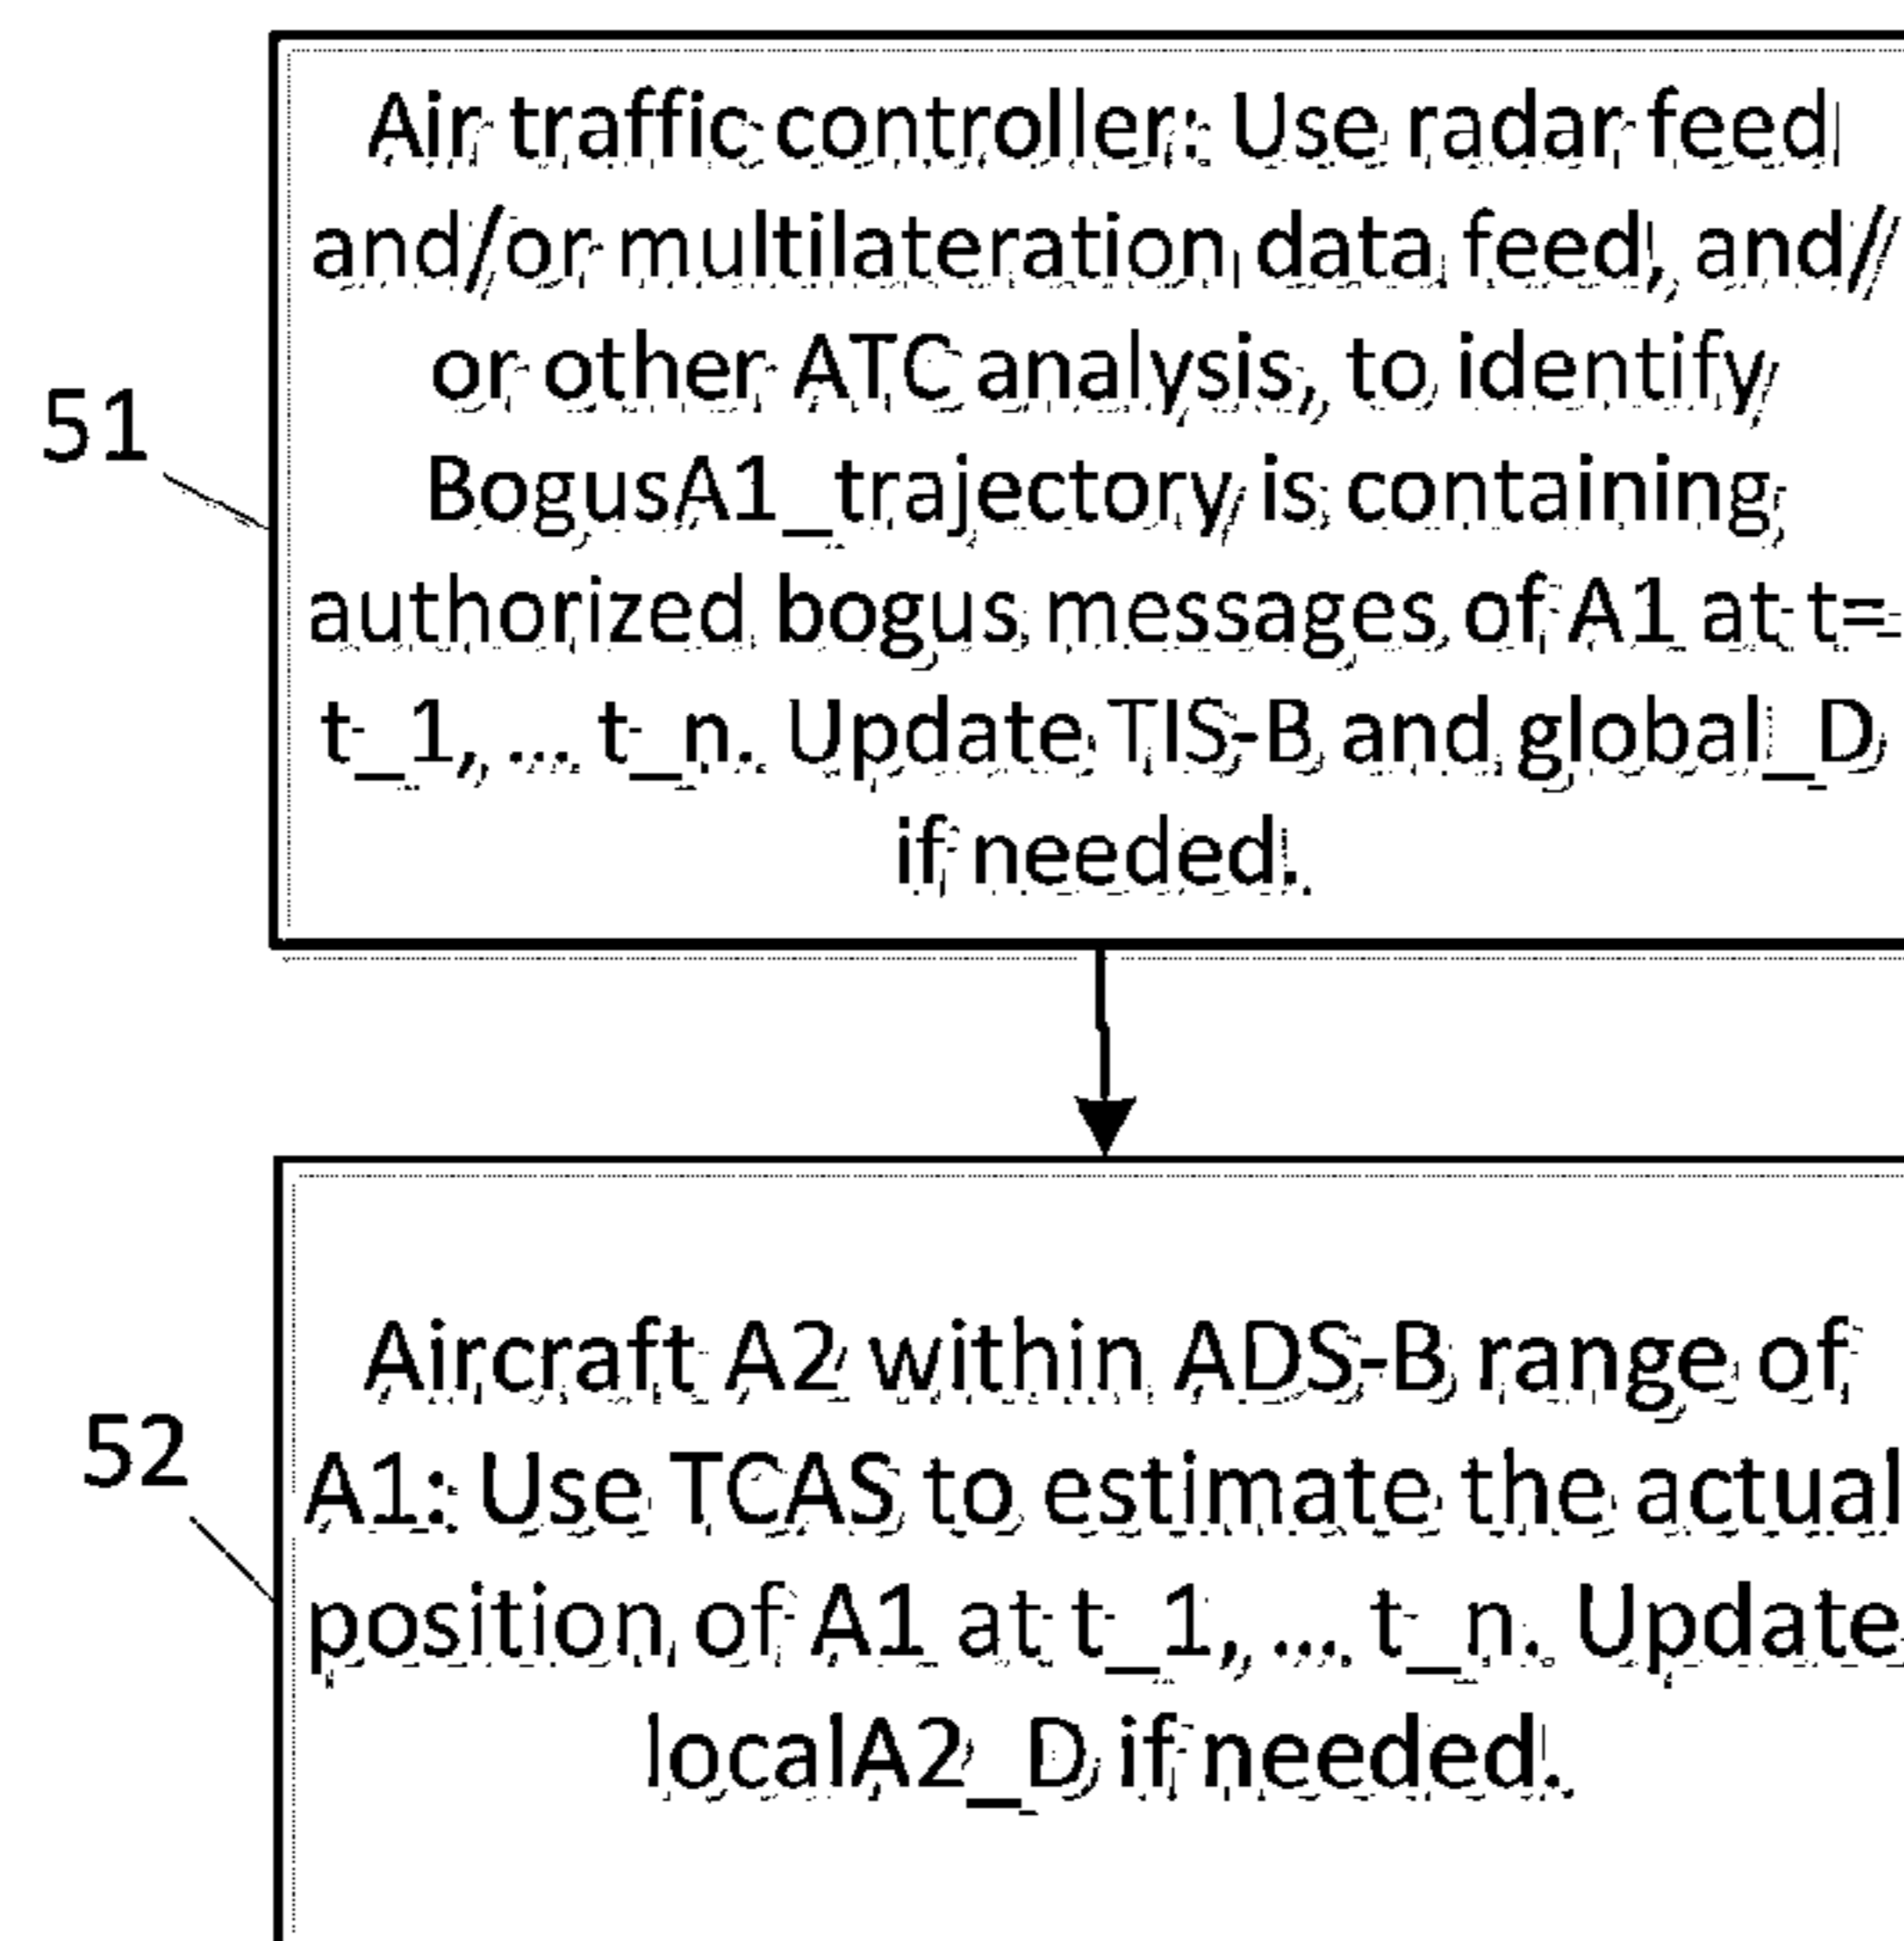 Air traffic controller: Use radar feed
and/or multilateration data feed, and/
or other ATC analysis, to identify
BogusA1_trajectory is containing
authorized bogus messages of A1 at t=
t_1, ... t_n. Update TIS-B and global_D
if needed.
51
Aircraft A2 within ADS-B range of
A1: Use TCAS to estimate the actual
position of A1 at t_1, ... t_n. Update
localA2_D if needed.
52